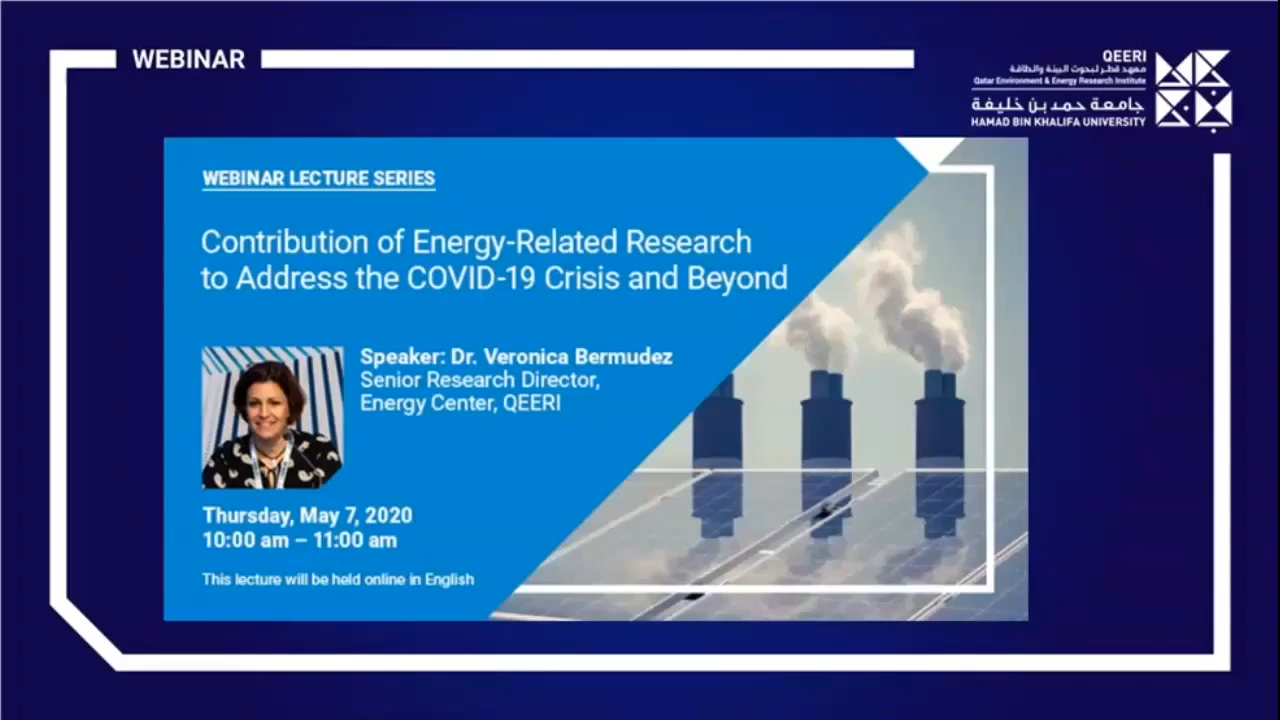 WEBINAR
QEERI
معهد قطر لبحوث البيئة والطاقة
Qatar Environment & Energy Research Institute
جامعة حمد بن خليفة
HAMAD BIN KHALIFA UNIVERSITY
WEBINAR LECTURE SERIES
Contribution of Energy-Related Research
to Address the COVID-19 Crisis and Beyond
Speaker: Dr. Veronica Bermudez
Senior Research Director,
Energy Center, QEERI
Thursday, May 7, 2020
10:00 am – 11:00 am
This lecture will be held online in English